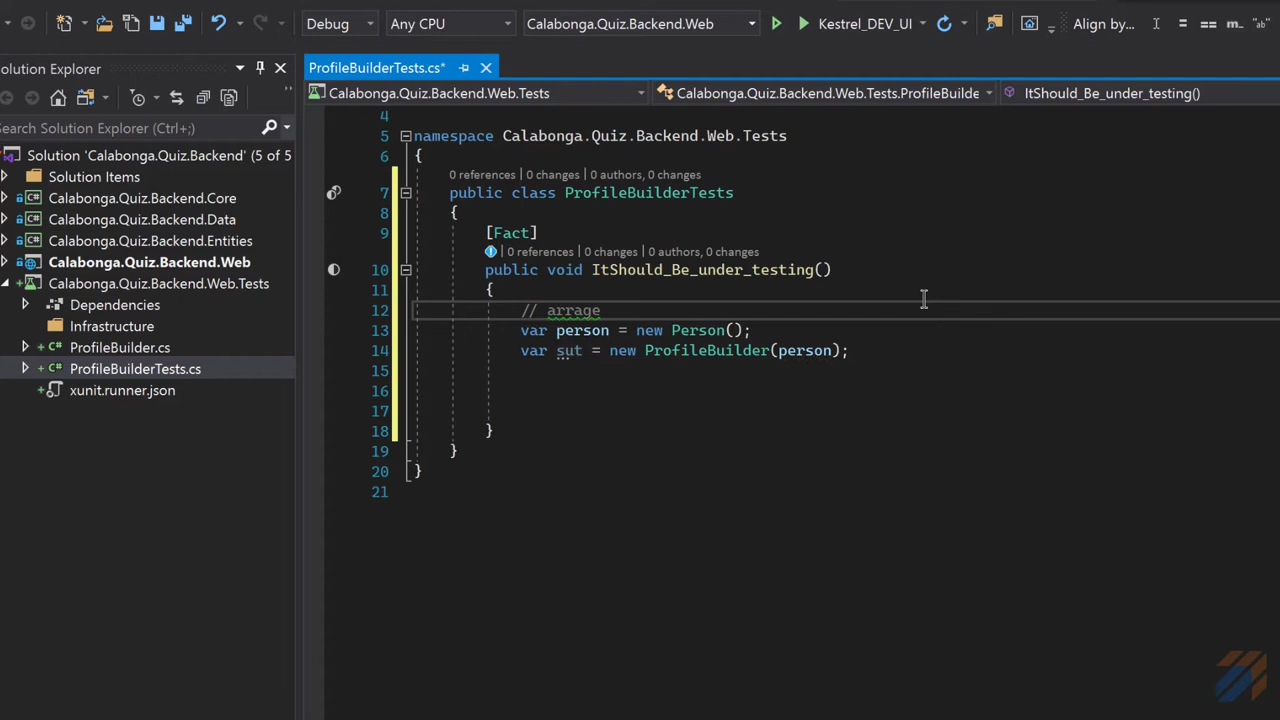 Debug
Any CPU
Calabonga.Quiz.Backend.Web
Kestrel_DEV_UI
Align by...
= == m_ "ab"
olution Explorer
ProfileBuilderTests.cs*
Calabonga.Quiz.Backend.Web.Tests
Calabonga.Quiz.Backend.Web.Tests.ProfileBuilde
ItShould_Be_under_testing()
Search Solution Explorer (Ctrl+;)
Solution 'Calabonga.Quiz.Backend' (5 of 5
Solution Items
C# Calabonga.Quiz.Backend.Core
C# Calabonga.Quiz.Backend.Data
C# Calabonga.Quiz.Backend.Entities
Calabonga.Quiz.Backend.Web
Calabonga.Quiz.Backend.Web.Tests
Dependencies
Infrastructure
+ C# ProfileBuilder.cs
+ C# ProfileBuilderTests.cs
xunit.runner.json
4
5 namespace Calabonga.Quiz.Backend.Web.Tests
6 {
0 references | 0 changes | 0 authors, 0 changes
7 public class ProfileBuilderTests
8 {
9 [Fact]
0 references | 0 changes | 0 authors, 0 changes
10 public void ItShould_Be_under_testing()
11 {
12 // arrage
13 var person = new Person();
14 var sut = new ProfileBuilder(person);
15
16
17
18 }
19 }
20 }
21